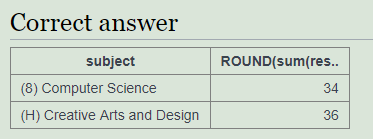 Correct answer
subject ROUND(sum(res..
(8) Computer Science 34
(H) Creative Arts and Design 36